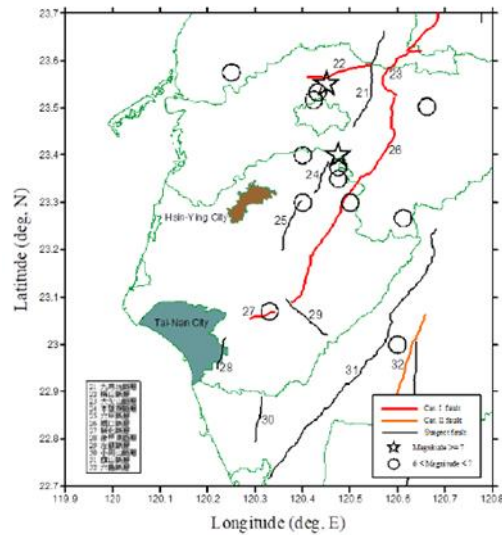 23.7
23.6
23.5
23.4
23.3
23.2
23.1
23
22.9
22.8
22.7
Latitude (deg, N)
22
23
21
26
24
25
Hsin-Ying City
27
29
Tai-Nan City
28
31
32
30
Cat. I fault
Cat. II fault
Suspect fault
Magnitude >= 7
6 < Magnitude < 7
119.9 120 120.1 120.2 120.3 120.4 120.5 120.6 120.7 120.8
Longitude (deg, E)